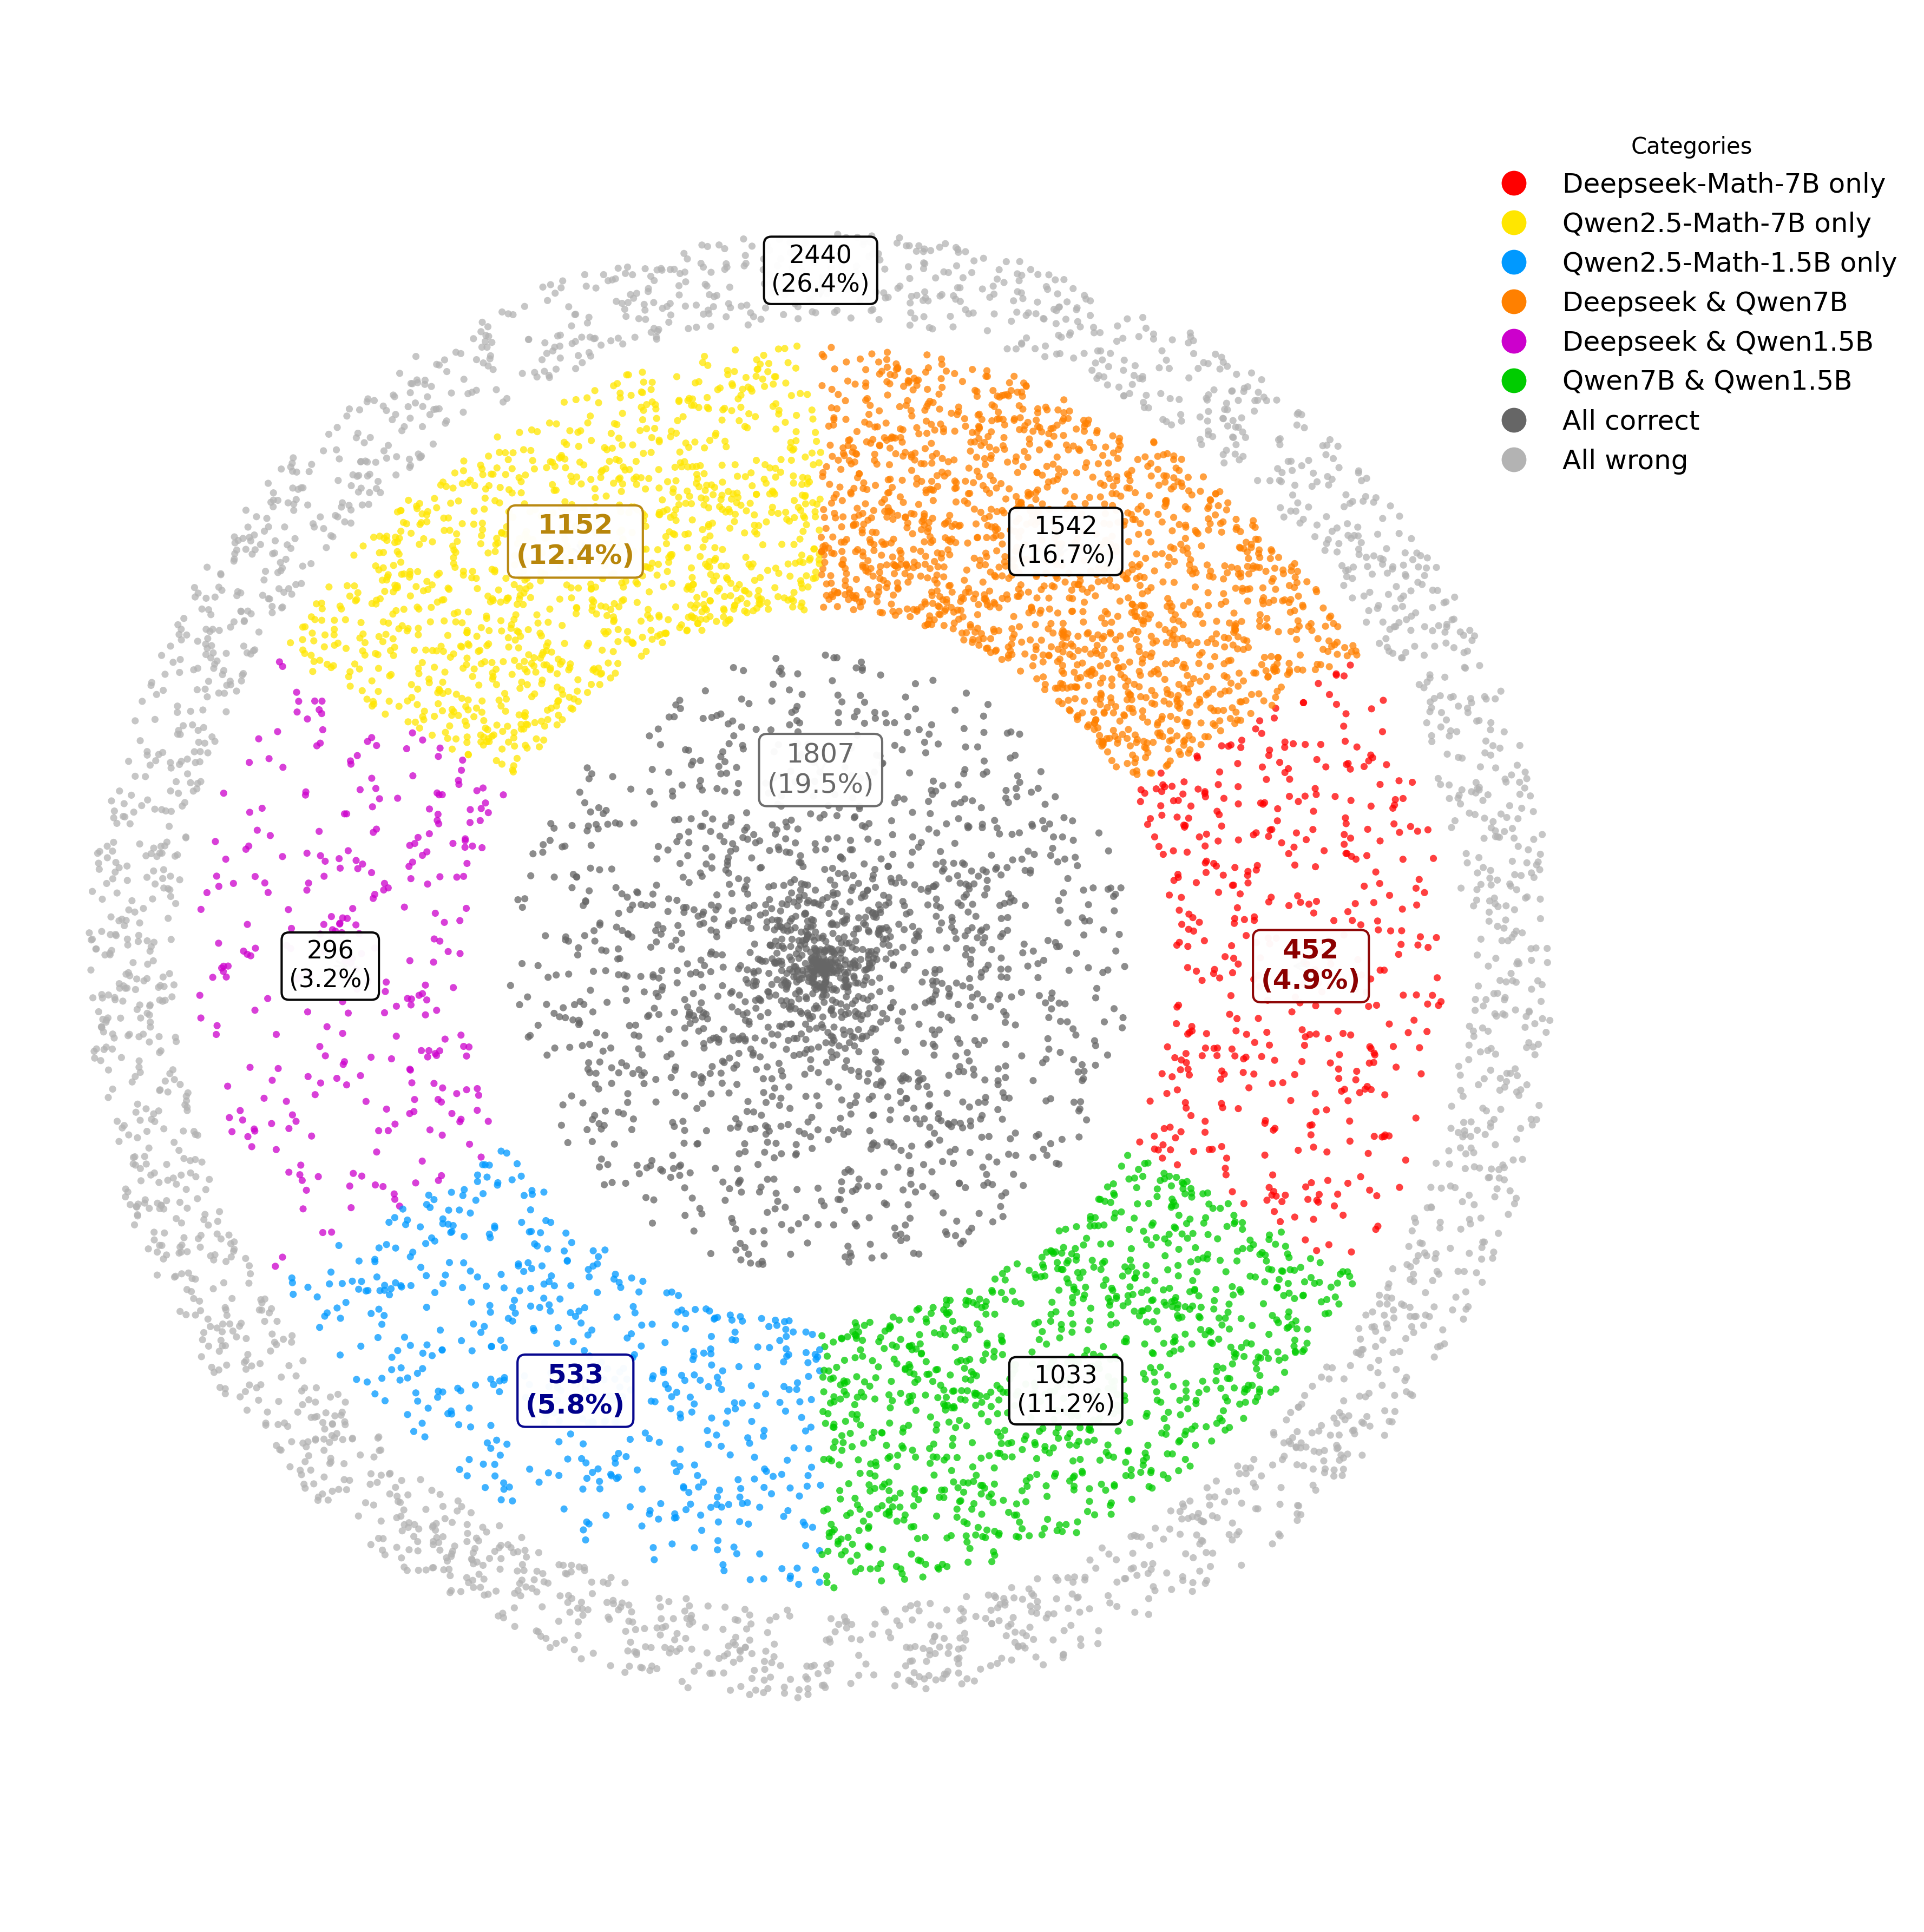 Categories
Deepseek-Math-7B only
Qwen2.5-Math-7B only
Qwen2.5-Math-1.5B only
Deepseek & Qwen7B
Deepseek & Qwen1.5B
Qwen7B & Qwen1.5B
All correct
All wrong
2440
(26.4%)
1152
(12.4%)
1542
(16.7%)
1807
(19.5%)
296
(3.2%)
452
(4.9%)
533
(5.8%)
1033
(11.2%)